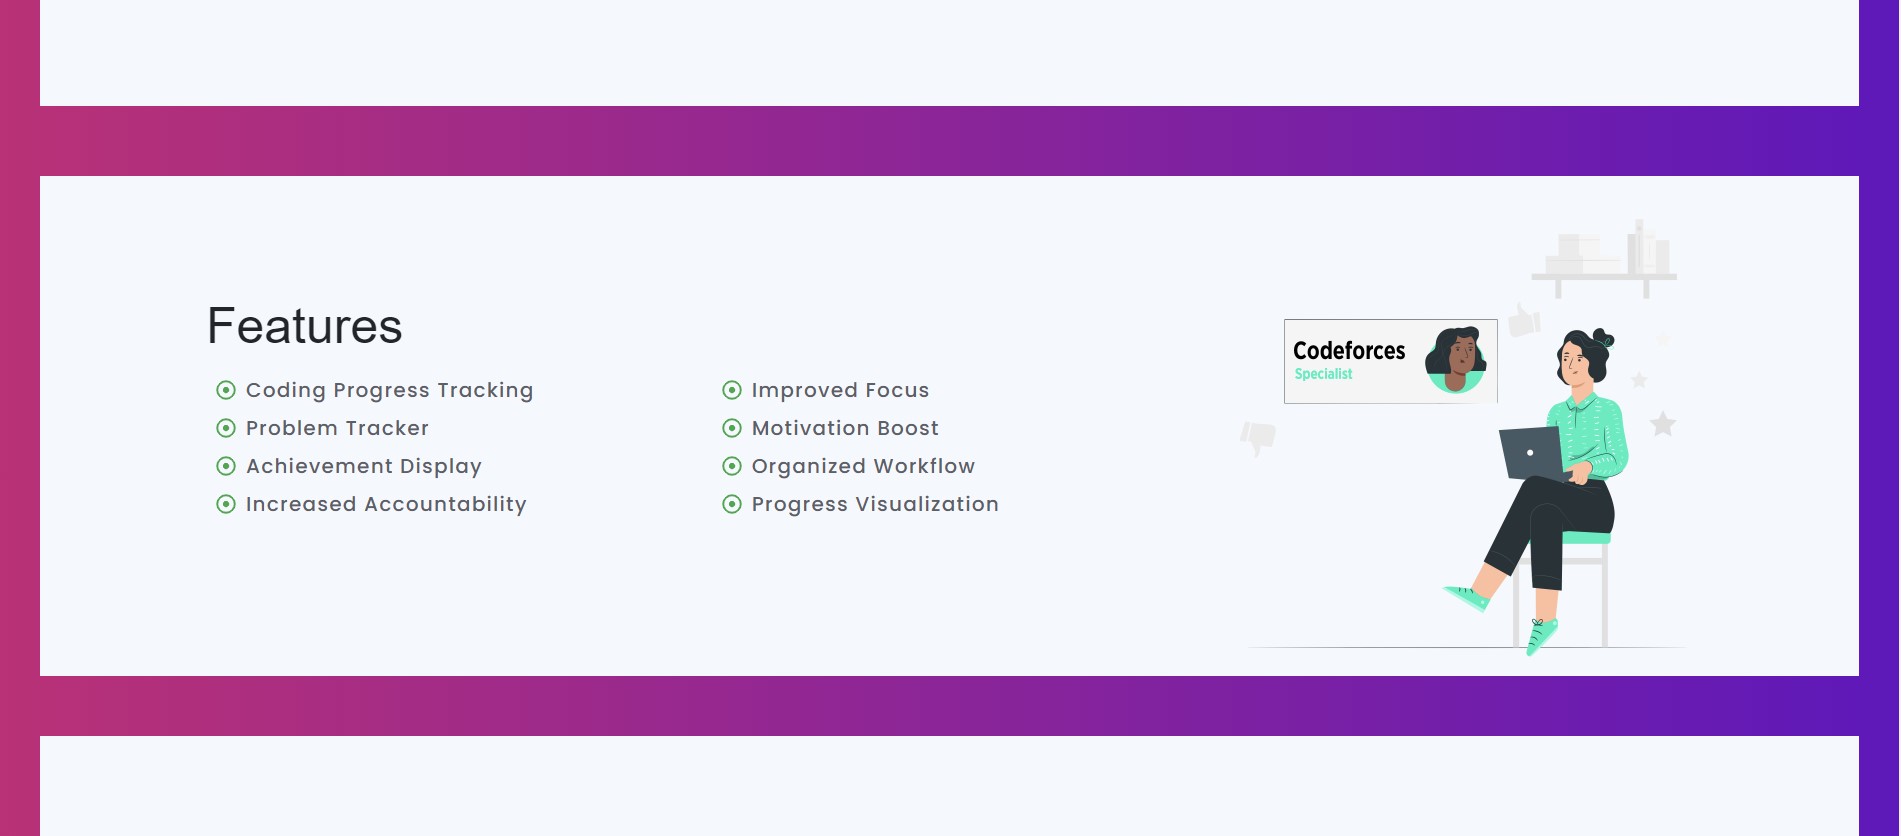 Features
Coding Progress Tracking
Problem Tracker
Achievement Display
Increased Accountability
Improved Focus
Motivation Boost
Organized Workflow
Progress Visualization
Codeforces
Specialist